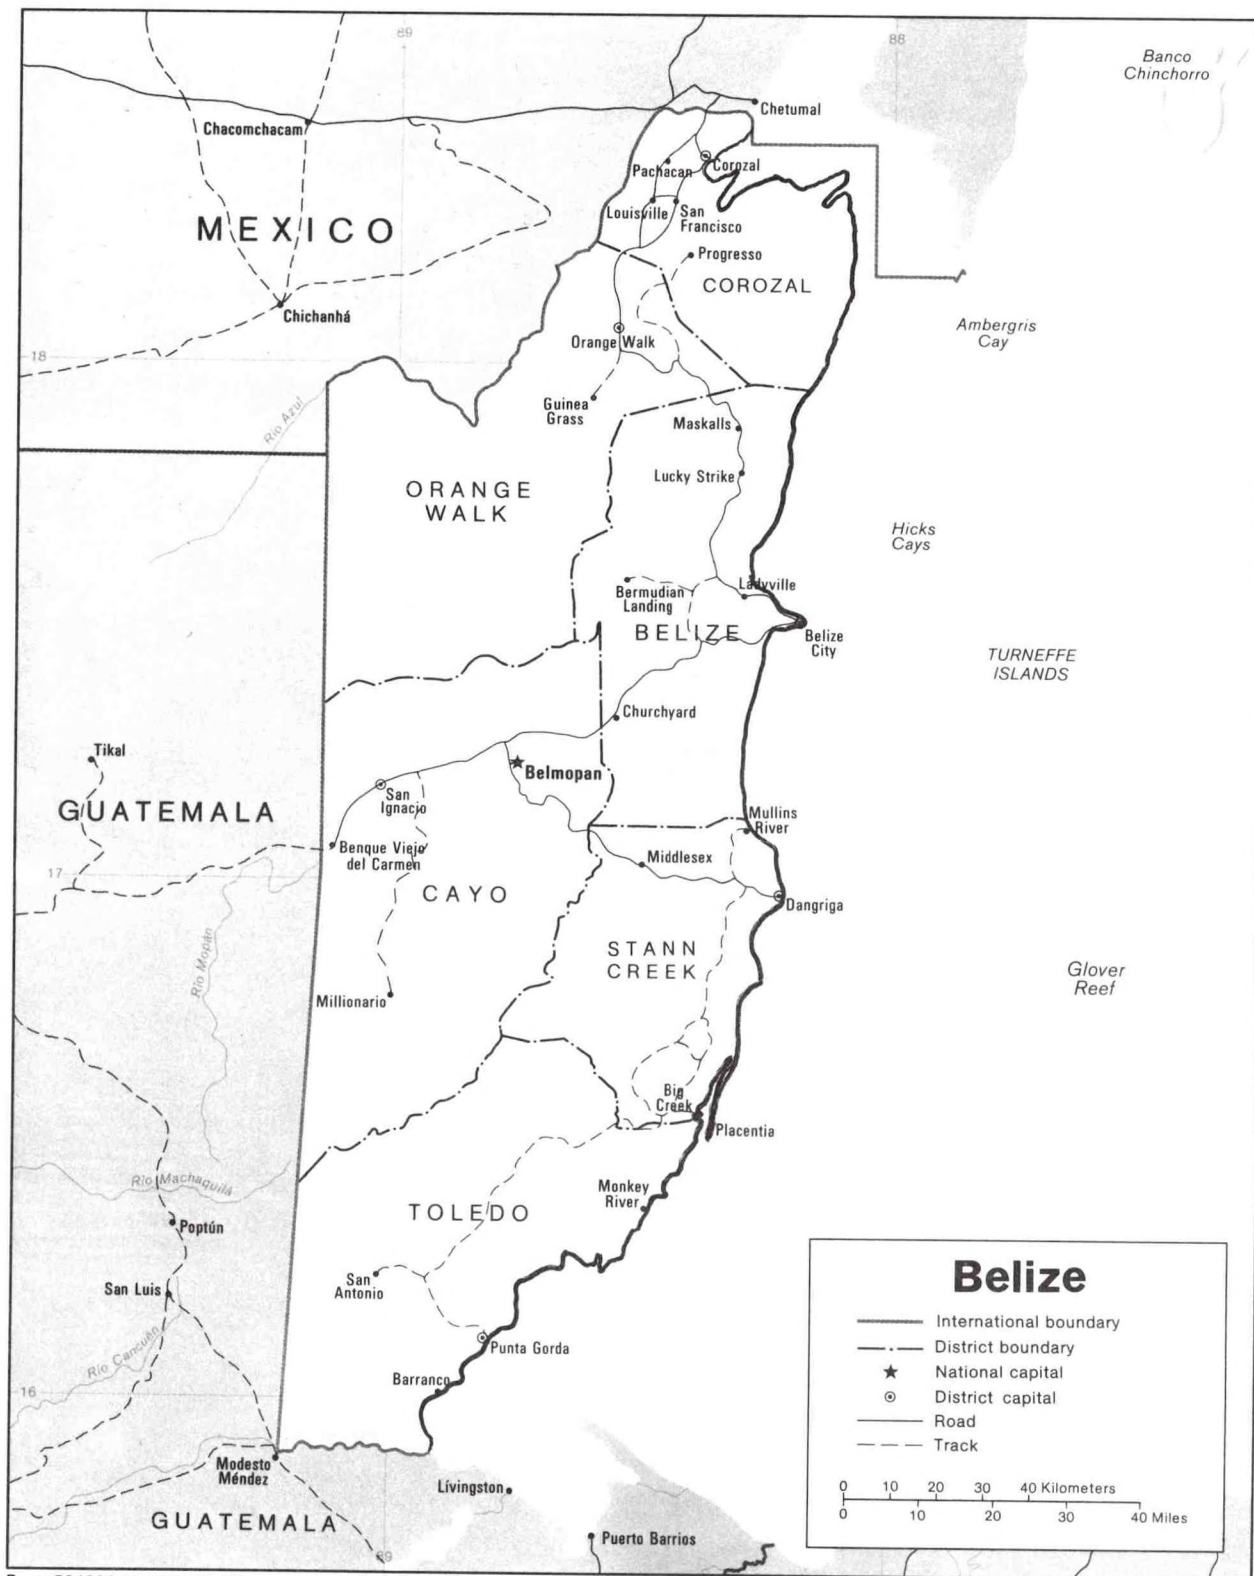 89
88
Banco
Chinchorro
Chetumal
Chacomchacam
Pachacan
Corozal
Louisville
San
Francisco
MEXICO
Progresso
COROZAL
Chichanhá
Orange Walk
Ambergris
Cay
18
Guinea
Grass
Río Azul
Maskalls
Lucky Strike
ORANGE
WALK
Hicks
Cays
Bermudian
Landing
Ladyville
BELIZE
Belize
City
TURNEFFE
ISLANDS
Churchyard
Tikal
Belmopan
San
Ignacio
GUATEMALA
Mullins
River
Benque Viejo
del Carmen
Middlesex
17
CAYO
Dangriga
STANN
CREEK
Río Mopán
Glover
Reef
Millionario
Big
Creek
Placentia
Río Machaquilá
Monkey
River
TOLEDO
Poptún
San
Antonio
San Luis
Punta Gorda
Río Cancuén
Barranco
16
Modesto
Méndez
Lívingston
GUATEMALA
Puerto Barrios
89
Belize
International boundary
District boundary
National capital
District capital
Road
Track
0 10 20 30 40 Kilometers
0 10 20 30 40 Miles